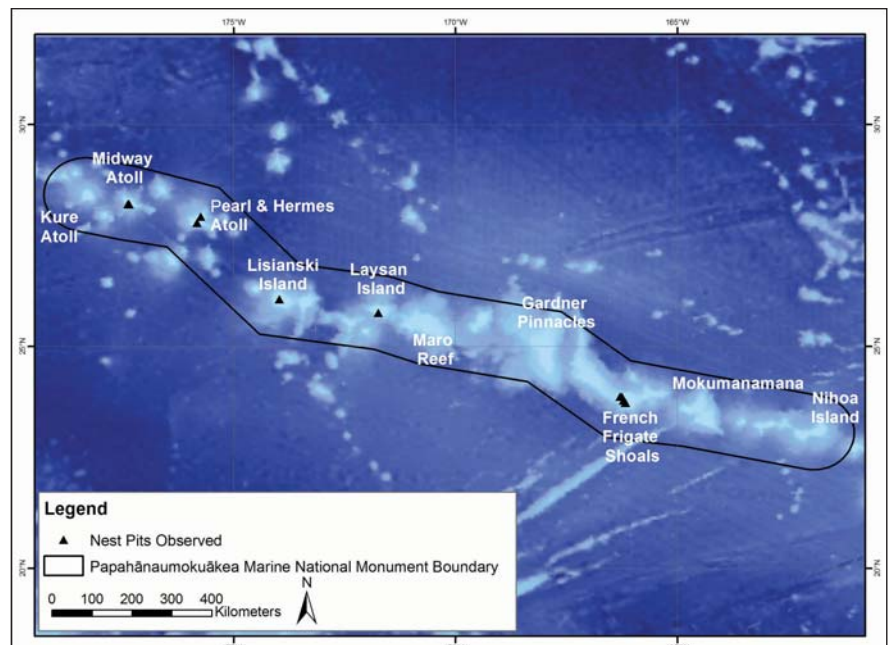 175°W 170°W 165°W
30°N 30°N
Midway
Atoll
Pearl & Hermes
Atoll
Kure
Atoll
Lisianski
Island
Laysan
Island
Gardner
Pinnacles
25°N 25°N
Maro
Reef
Mokumanamana
Nihoa
Island
French
Frigate
Shoals
Legend
Nest Pits Observed
Papahānaumokuākea Marine National Monument Boundary
N
0 100 200 300 400
Kilometers
20°N 20°N